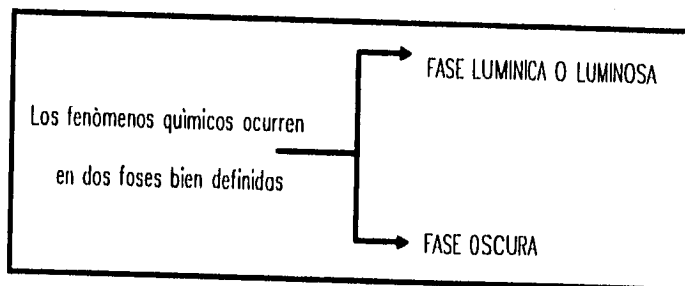 FASE LUMINICA O LUMINOSA
Los fenòmenos quìmicos ocurren
en dos foses bien definidas
FASE OSCURA